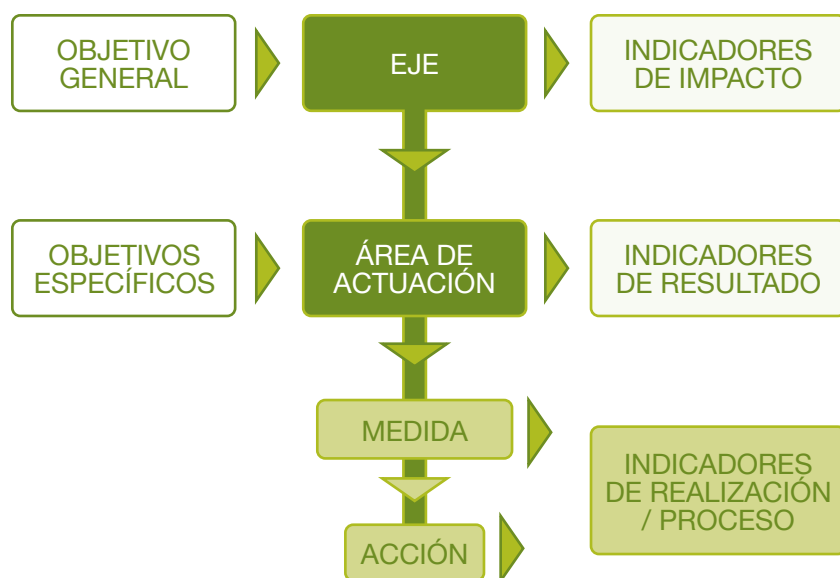 OBJETIVO
GENERAL
EJE
INDICADORES
DE IMPACTO
OBJETIVOS
ESPECÍFICOS
ÁREA DE
ACTUACIÓN
INDICADORES
DE RESULTADO
MEDIDA
INDICADORES
DE REALIZACIÓN
/ PROCESO
ACCIÓN